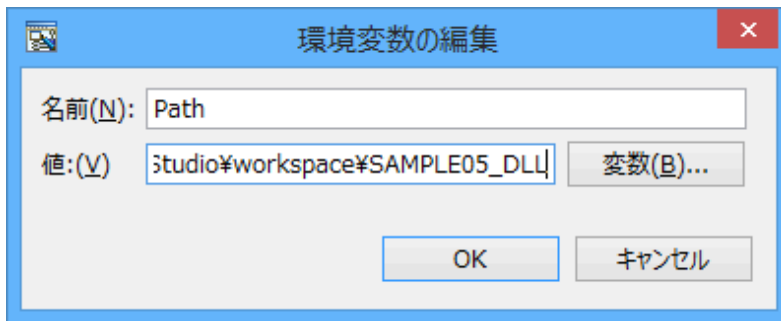 環境変数の編集
名前(N): Path
値:(V) Studio¥workspace¥SAMPLE05_DLL 変数(B)...
OK キャンセル